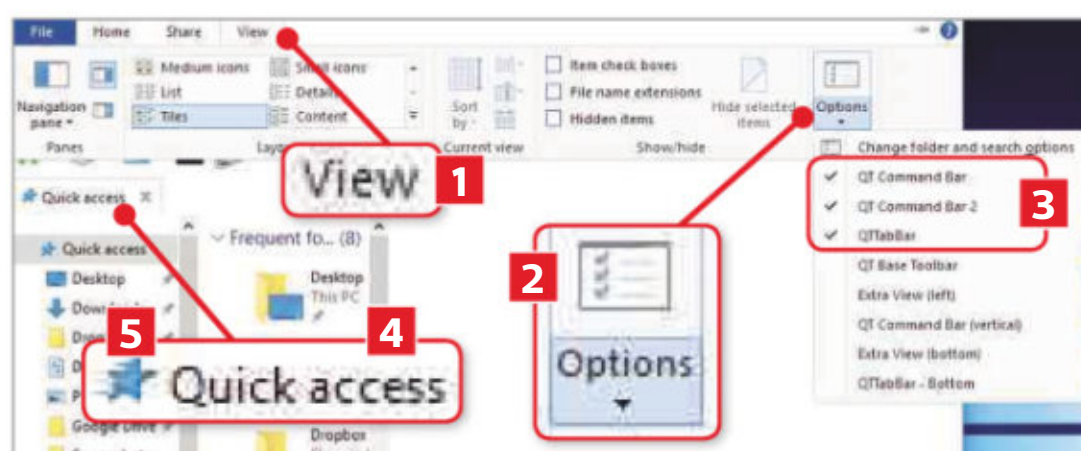 File Home Share View
Medium icons Small icons
List Details
Tiles Content
Navigation pane
Panes
Sort by
Current view
Item check boxes
File name extensions
Hidden items
Hide selected items
Show/hide
Options
Change folder and search options
QT Command Bar
QT Command Bar 2
QTTabBar
QT Base Toolbar
Extra View (left)
QT Command Bar (vertical)
Extra View (bottom)
QTTabBar - Bottom
3
View 1
Quick access
Quick access
Desktop
Google Drive
Frequent fo... (8)
Desktop
This PC
Dropbox
5 4
Quick access
2
Options